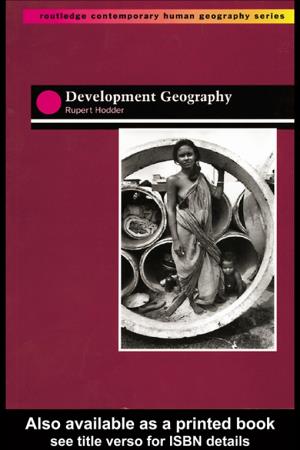 routledge contemporary human geography series
Development Geography
Rupert Hodder
Also available as a printed book
see title verso for ISBN details